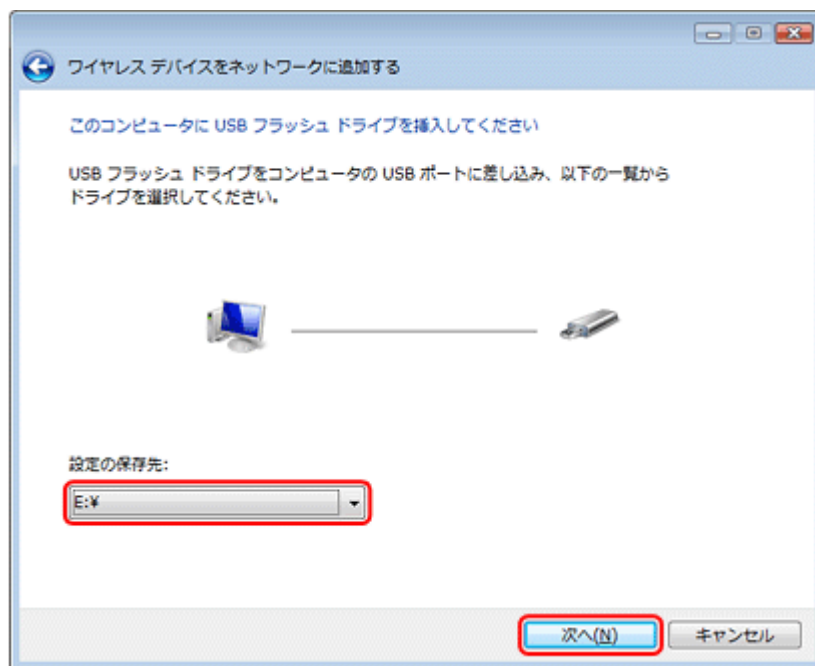 ワイヤレス デバイスをネットワークに追加する
このコンピュータに USB フラッシュ ドライブを挿入してください
USB フラッシュ ドライブをコンピュータの USB ポートに差し込み、以下の一覧から
ドライブを選択してください。
設定の保存先:
E:¥
次へ(N)
キャンセル